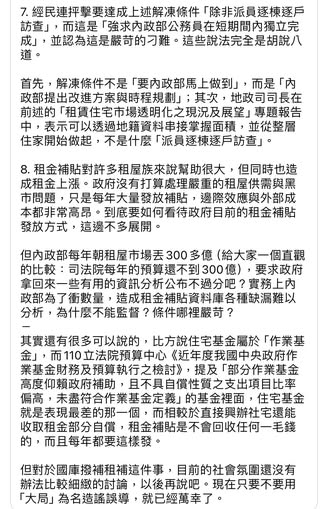 7. 經民連抨擊要達成上述解凍條件「除非派員逐棟逐戶
訪查」，而這是「強求內政部公務員在短期間內獨立完
成」，並認為這是嚴苛的刁難。這些說法完全是胡說八
道。
首先，解凍條件不是「要內政部馬上做到」，而是「內
政部提出改進方案與時程規劃」；其次，地政司司長在
前述的「租賃住宅市場透明化之現況及展望」專題報告
中，表示可以透過地籍資料串接掌握面積，並從整層
住家開始做起，不是什麼「派員逐棟逐戶訪查」。
8. 租金補貼對許多租屋族來說幫助很大，但同時也造
成租金上漲。政府沒有打算處理嚴重的租屋供需與黑
市問題，只是每年大量發放補貼，邊際效應與外部成
本都非常高昂。到底要如何看待政府目前的租金補貼
發放方式，這邊不多展開。
但內政部每年朝租屋市場丟300多億（給大家一個直觀
的比較：司法院每年的預算還不到300億），要求政府
拿回來一些有用的資訊分析公布不過分吧？實務上內
政部為了衝數量，造成租金補貼資料庫各種缺漏難以
分析，為什麼不能監督？條件哪裡嚴苛？
–
其實還有很多可以說的，比方說住宅基金屬於「作業基
金」，而110立法院預算中心《近年度我國中央政府作
業基金財務及預算執行之檢討》，提及「部分作業基金
高度仰賴政府補助，且不具自償性質之支出項目比率
偏高，未盡符合作業基金定義」的基金裡面，住宅基金
就是表現最差的那一個，而相較於直接興辦社宅還能
收取租金部分自償，租金補貼是不會回收任何一毛錢
的，而且每年都要這樣發。
但對於國庫撥補租補這件事，目前的社會氛圍還沒有
辦法比較細緻的討論，以後再說吧。現在只要不要用
「大局」為名造謠誤導，就已經萬幸了。